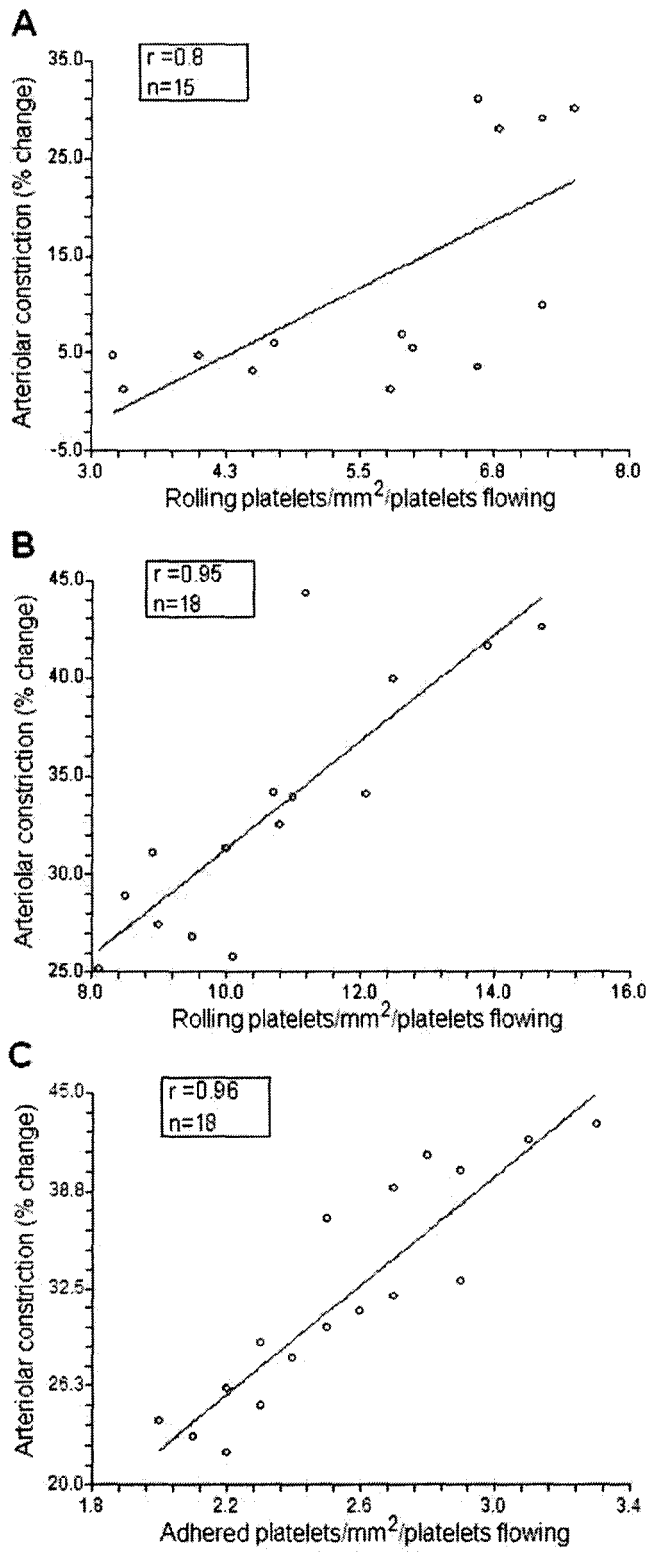 A
r =0.8
n=15
Arteriolar constriction (% change)
35.0
25.0
15.0
5.0
-5.0
3.0 4.3 5.5 6.8 8.0
Rolling platelets/mm²/platelets flowing
B
r =0.95
n=18
Arteriolar constriction (% change)
45.0
40.0
35.0
30.0
25.0
8.0 10.0 12.0 14.0 16.0
Rolling platelets/mm²/platelets flowing
C
r =0.96
n=18
Arteriolar constriction (% change)
45.0
38.8
32.5
26.3
20.0
1.8 2.2 2.6 3.0 3.4
Adhered platelets/mm²/platelets flowing